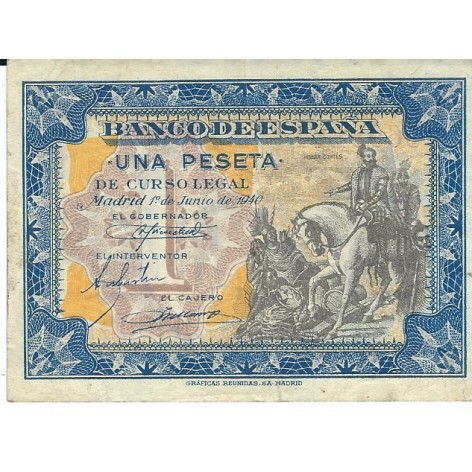 BANCO DE ESPAÑA
· UNA PESETA ·
DE CURSO LEGAL
Madrid 1º de Junio de 1940
EL GOBERNADOR
EL INTERVENTOR
EL CAJERO
HERNÁN CORTÉS
1
GRÁFICAS REUNIDAS, S.A.-MADRID